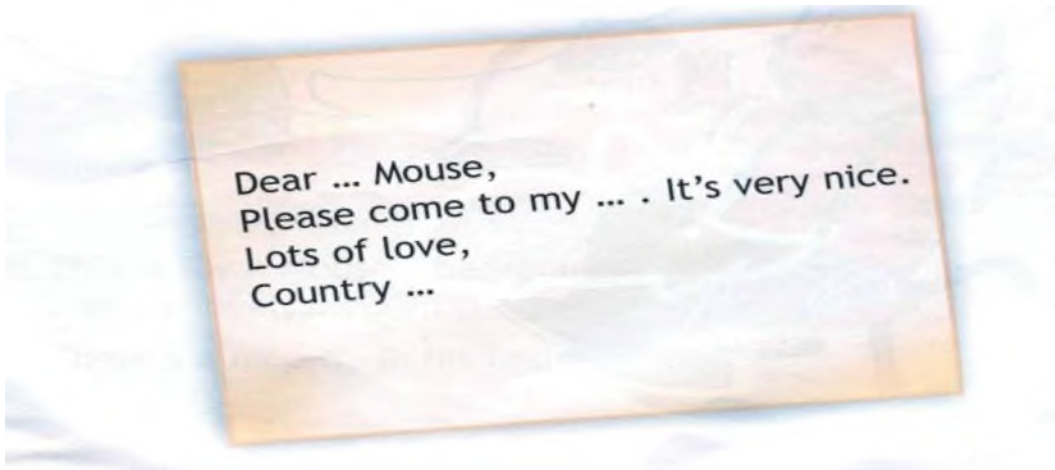 Dear ... Mouse,
Please come to my ... . It's very nice.
Lots of love,
Country ...